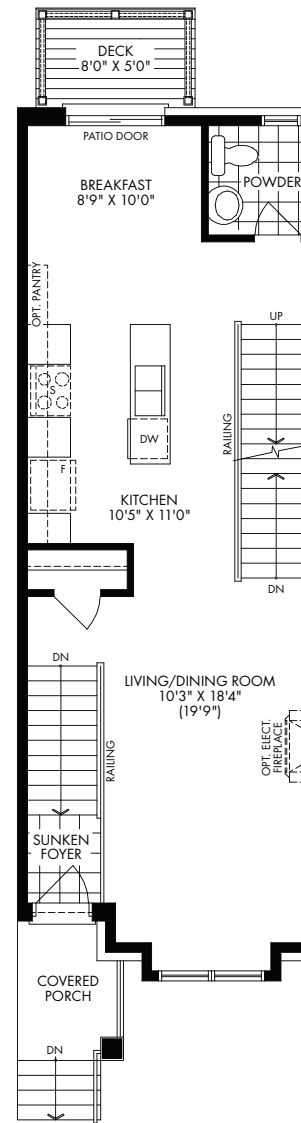 DECK
8'0" X 5'0"
PATIO DOOR
BREAKFAST
8'9" X 10'0"
POWDER
OPT. PANTRY
UP
S
RAILING
DW
F
KITCHEN
10'5" X 11'0"
DN
DN
LIVING/DINING ROOM
10'3" X 18'4"
(19'9")
RAILING
OPT. ELECT.
FIREPLACE
SUNKEN
FOYER
COVERED
PORCH
DN